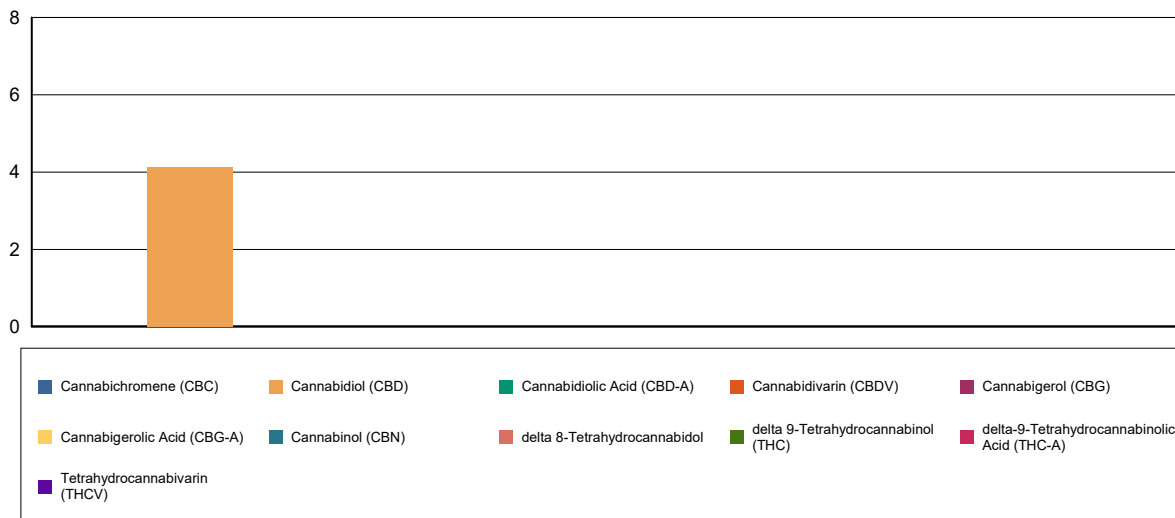 8
6
4
2
0
Cannabichromene (CBC)
Cannabidiol (CBD)
Cannabidiolic Acid (CBD-A)
Cannabidivarin (CBDV)
Cannabigerol (CBG)
Cannabigerolic Acid (CBG-A)
Cannabinol (CBN)
delta 8-Tetrahydrocannabidol
delta 9-Tetrahydrocannabinol
(THC)
delta-9-Tetrahydrocannabinolic
Acid (THC-A)
Tetrahydrocannabivarin
(THCV)